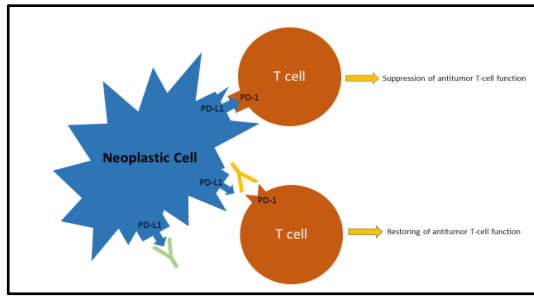 T cell
PD-L1
PD-1
Suppression of antitumor T-cell function
Neoplastic Cell
PD-L1
PD-1
PD-L1
T cell
Restoring of antitumor T-cell function